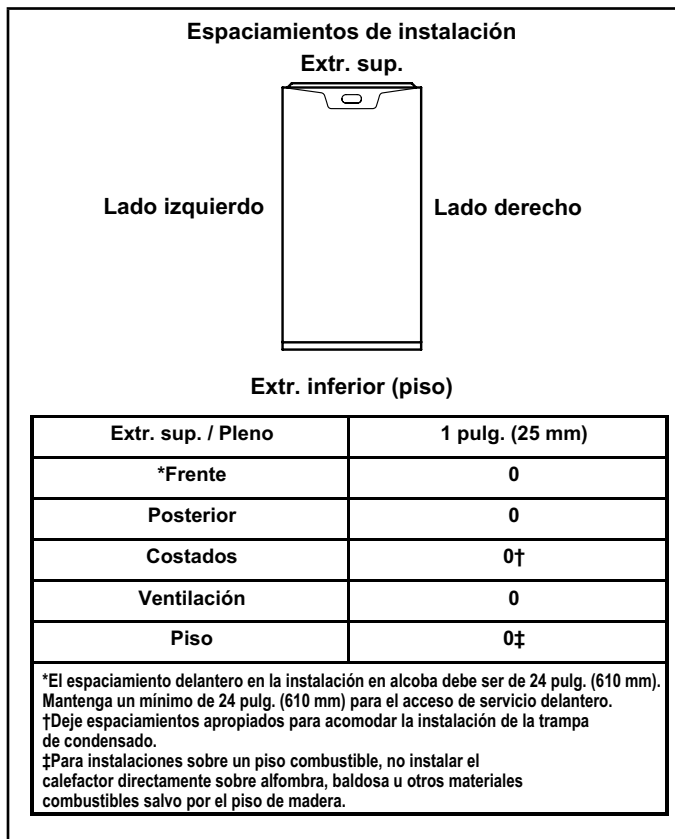 Espaciamientos de instalación
Extr. sup.
Lado izquierdo
Lado derecho
Extr. inferior (piso)
Extr. sup. / Pleno 1 pulg. (25 mm)
*Frente 0
Posterior 0
Costados 0†
Ventilación 0
Piso 0‡
*El espaciamiento delantero en la instalación en alcoba debe ser de 24 pulg. (610 mm).
Mantenga un mínimo de 24 pulg. (610 mm) para el acceso de servicio delantero.
†Deje espaciamientos apropiados para acomodar la instalación de la trampa
de condensado.
‡Para instalaciones sobre un piso combustible, no instalar el
calefactor directamente sobre alfombra, baldosa u otros materiales
combustibles salvo por el piso de madera.